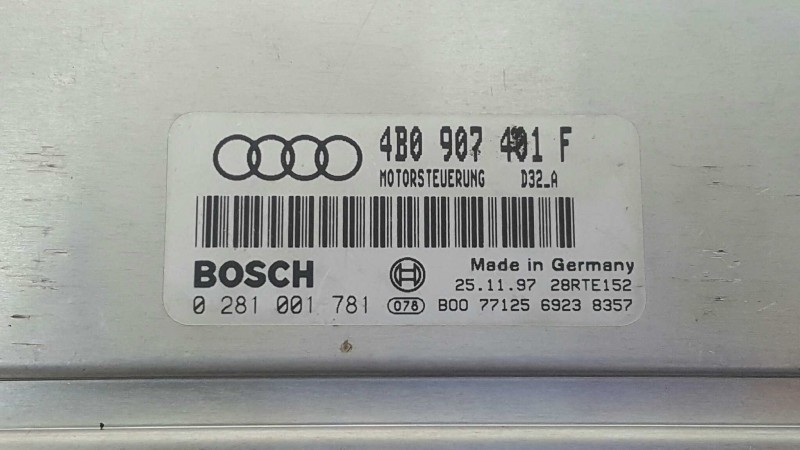 4B0 907 401 F
MOTORSTEUERUNG D32_A
BOSCH
Made in Germany
25.11.97 28RTE152
0 281 001 781 078 B00 77125 6923 8357